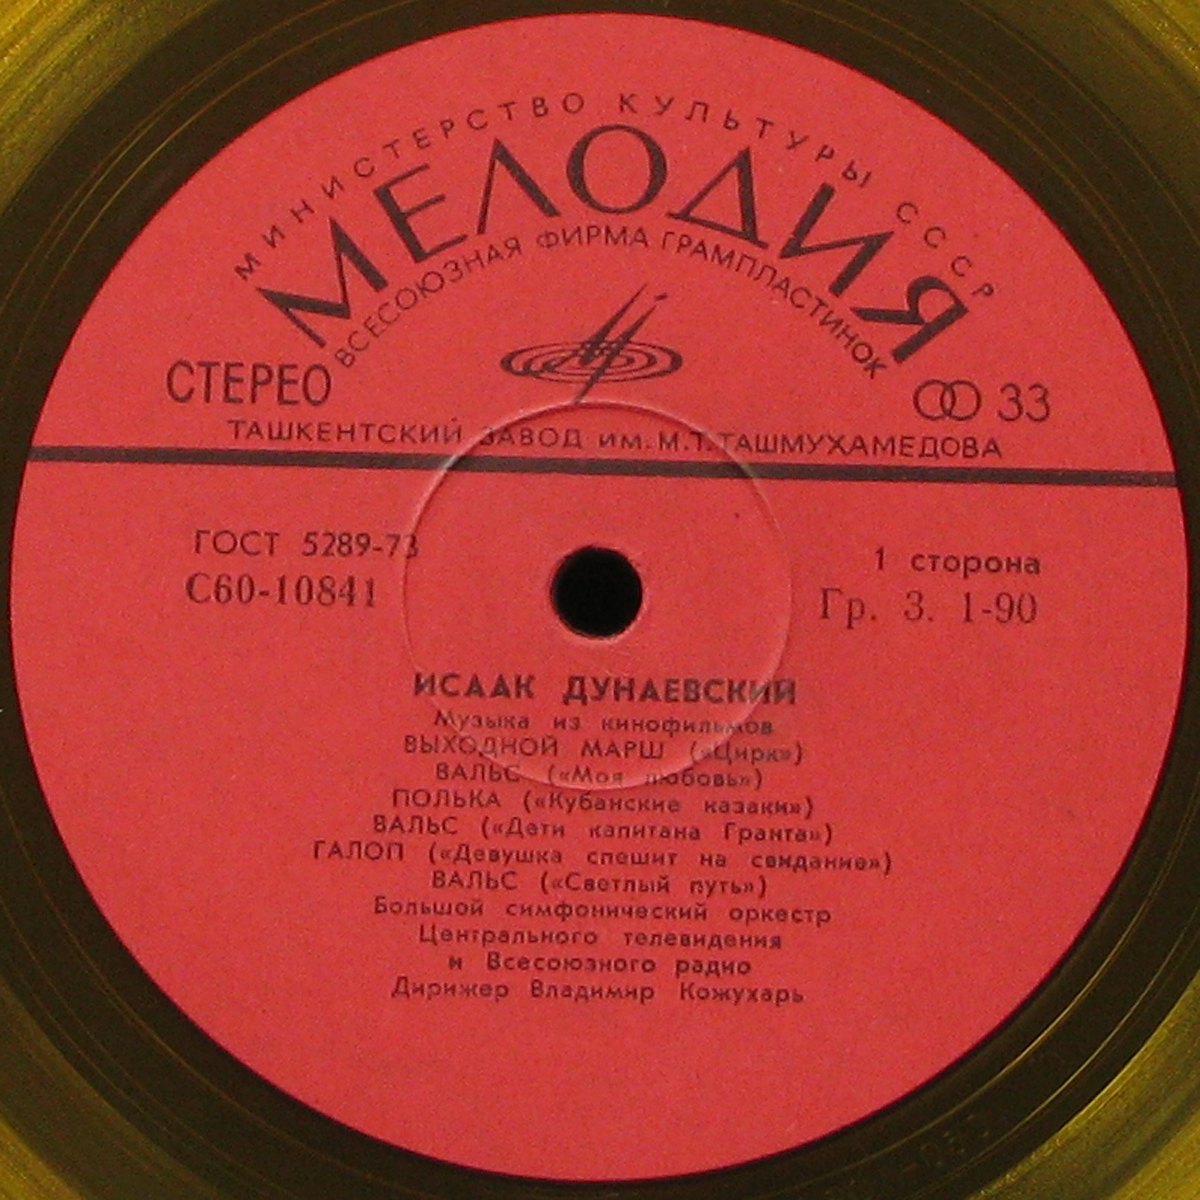 МИНИСТЕРСТВО КУЛЬТУРЫ СССР
МЕЛОДИЯ
ВСЕСОЮЗНАЯ ФИРМА ГРАМПЛАСТИНОК
СТЕРЕО
33
ТАШКЕНТСКИЙ ЗАВОД ИМ. М.Т. ТАШМУХАМЕДОВА
ГОСТ 5289-73
С60-10841
1 сторона
Гр. 3. 1-90
ИСААК ДУНАЕВСКИЙ
Музыка из кинофильмов
ВЫХОДНОЙ МАРШ («Цирк»)
ВАЛЬС («Моя любовь»)
ПОЛЬКА («Кубанские казаки»)
ВАЛЬС («Дети капитана Гранта»)
ГАЛОП («Девушка спешит на свидание»)
ВАЛЬС («Светлый путь»)
Большой симфонический оркестр
Центрального телевидения
и Всесоюзного радио
Дирижер Владимир Кожухарь